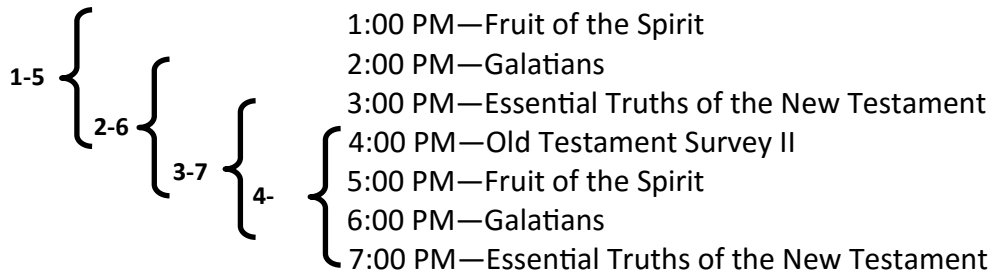 1:00 PM—Fruit of the Spirit
2:00 PM—Galatians
1-5
3:00 PM—Essential Truths of the New Testament
2-6
4:00 PM—Old Testament Survey II
3-7
5:00 PM—Fruit of the Spirit
4-
6:00 PM—Galatians
7:00 PM—Essential Truths of the New Testament